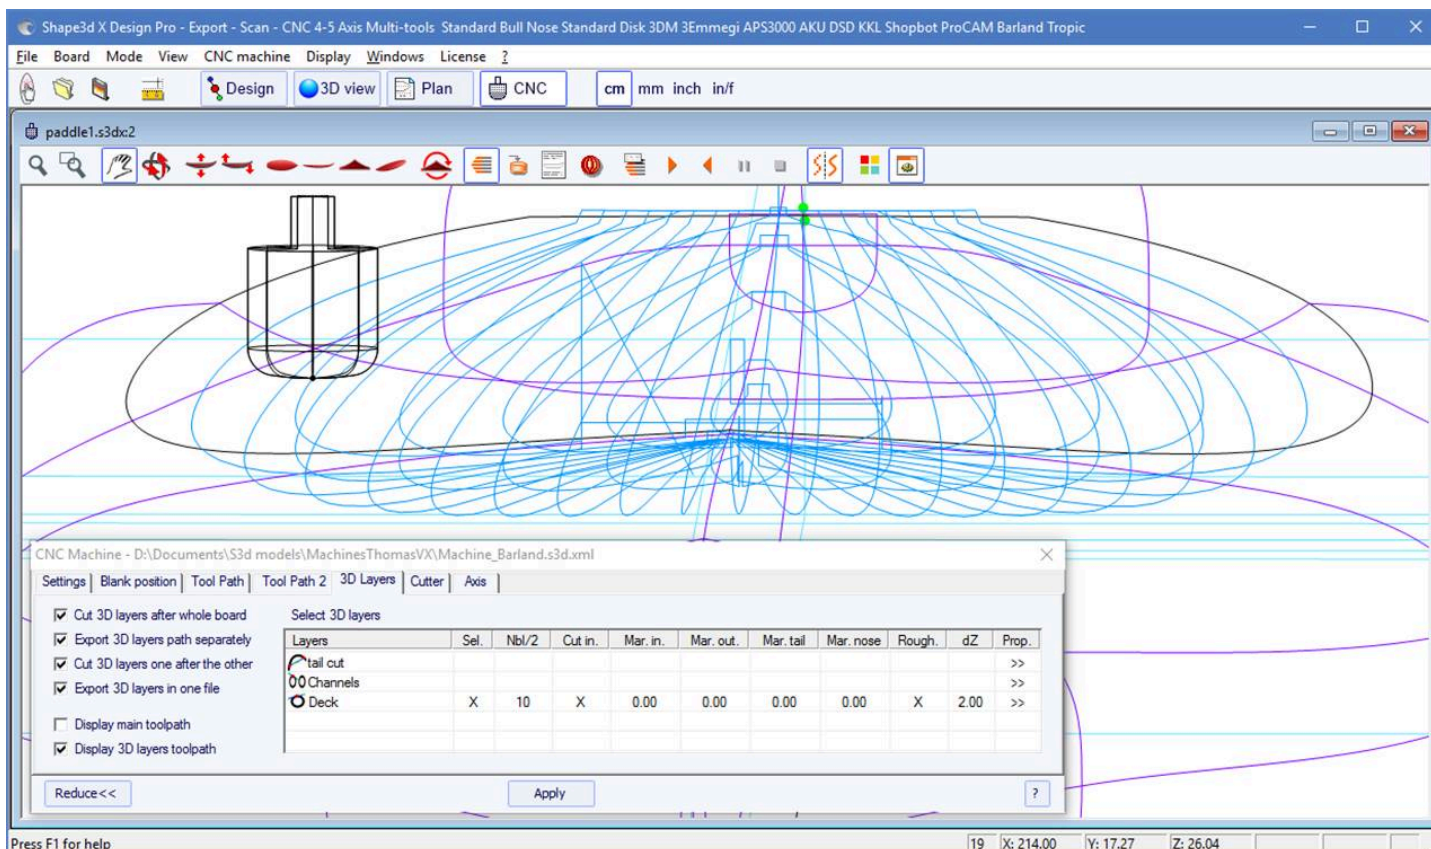 Shape3d X Design Pro - Export - Scan - CNC 4-5 Axis Multi-tools Standard Bull Nose Standard Disk 3DM 3Emmegi APS3000 AKU DSD KKL Shopbot ProCAM Barland Tropic
File Board Mode View CNC machine Display Windows License ?
Design 3D view Plan CNC cm mm inch in/f
paddle1.s3dx:2
CNC Machine - D:\Documents\S3d models\MachinesThomasVX\Machine_Barland.s3d.xml
Settings Blank position Tool Path Tool Path 2 3D Layers Cutter Axis
Cut 3D layers after whole board
Export 3D layers path separately
Cut 3D layers one after the other
Export 3D layers in one file
Display main toolpath
Display 3D layers toolpath
Select 3D layers
Layers Sel. Nbl/2 Cut in. Mar. in. Mar. out. Mar. tail Mar. nose Rough. dZ Prop.
tail cut >>
Channels >>
Deck X 10 X 0.00 0.00 0.00 0.00 X 2.00 >>
Reduce<< Apply ?
Press F1 for help 19 X: 214.00 Y: 17.27 Z: 26.04